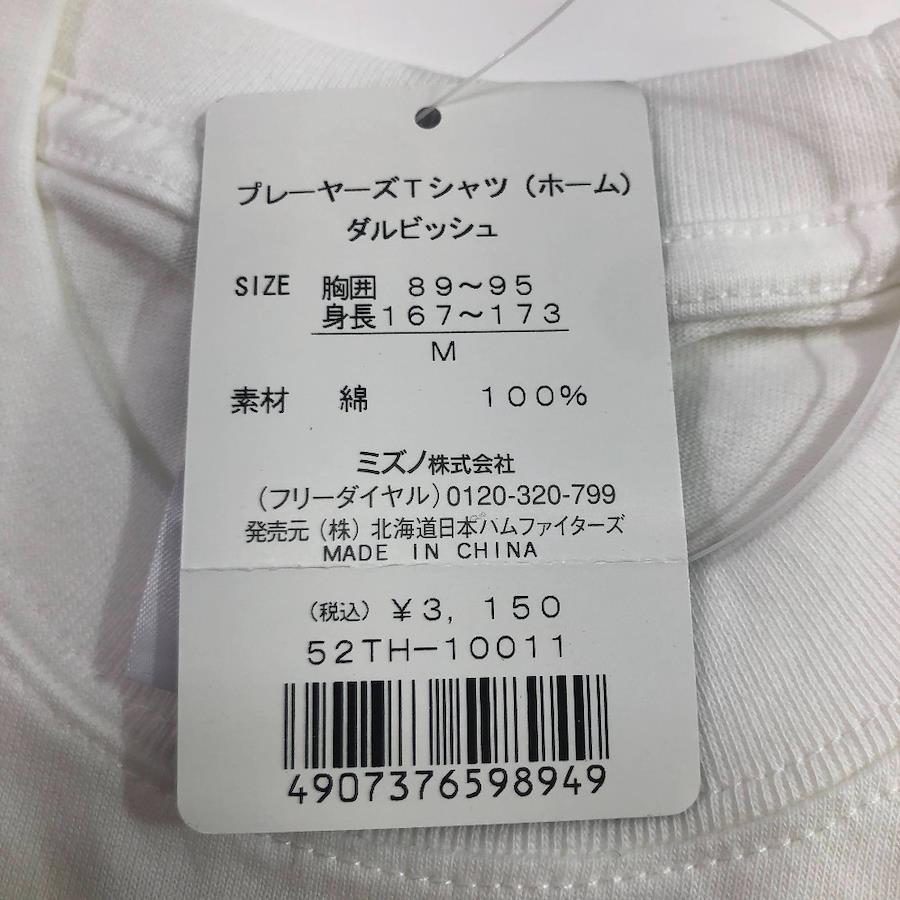 プレーヤーズTシャツ（ホーム）
ダルビッシュ
SIZE 胸囲 89～95
身長167～173
M
素材 綿 100%
ミズノ株式会社
（フリーダイヤル）0120-320-799
発売元（株）北海道日本ハムファイターズ
MADE IN CHINA
（税込）￥3，150
52TH-10011
4907376598949